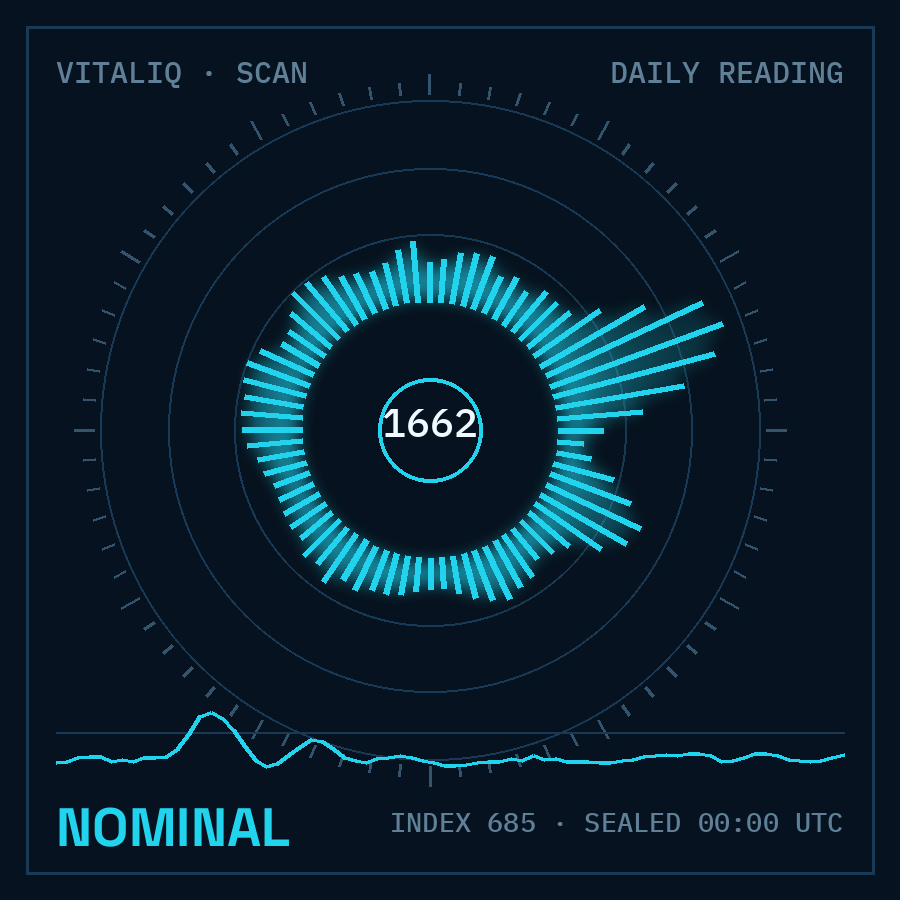 VITALIQ · SCAN
DAILY READING
1662
NOMINAL
INDEX 685 · SEALED 00:00 UTC